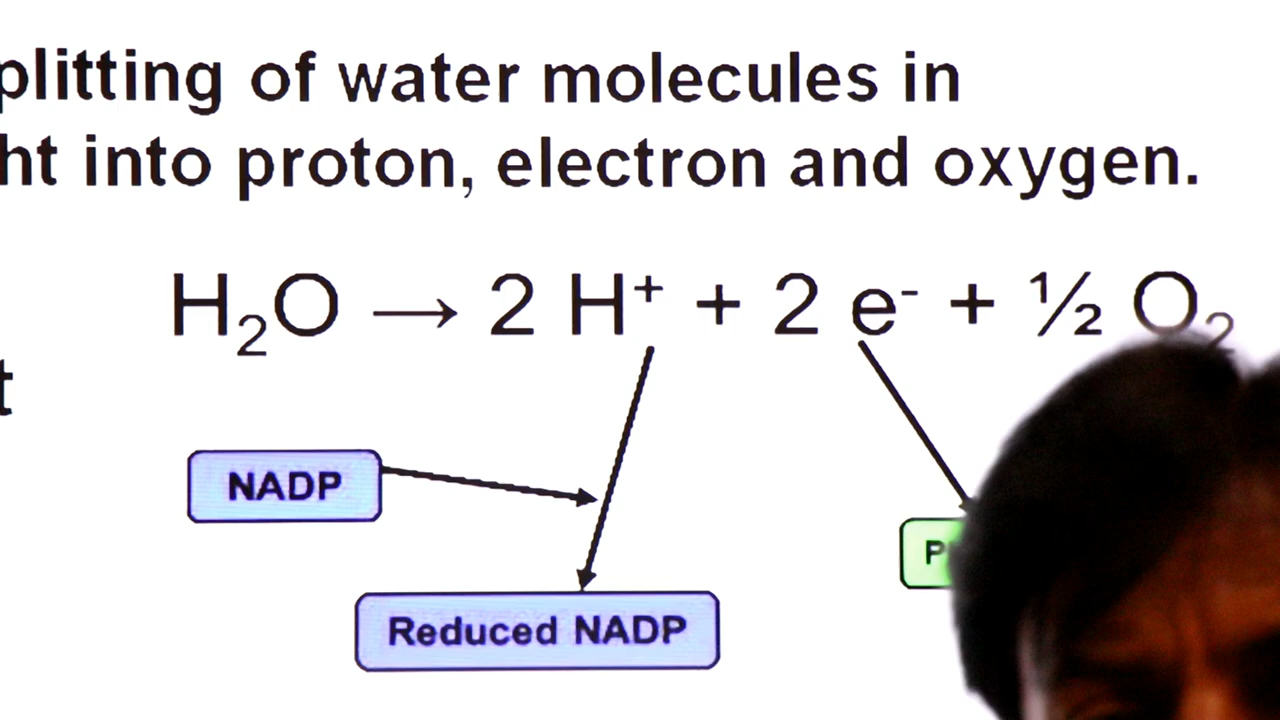 plitting of water molecules in
ht into proton, electron and oxygen.
H₂O → 2 H⁺ + 2 e⁻ + ½ O₂
t
NADP
P
Reduced NADP